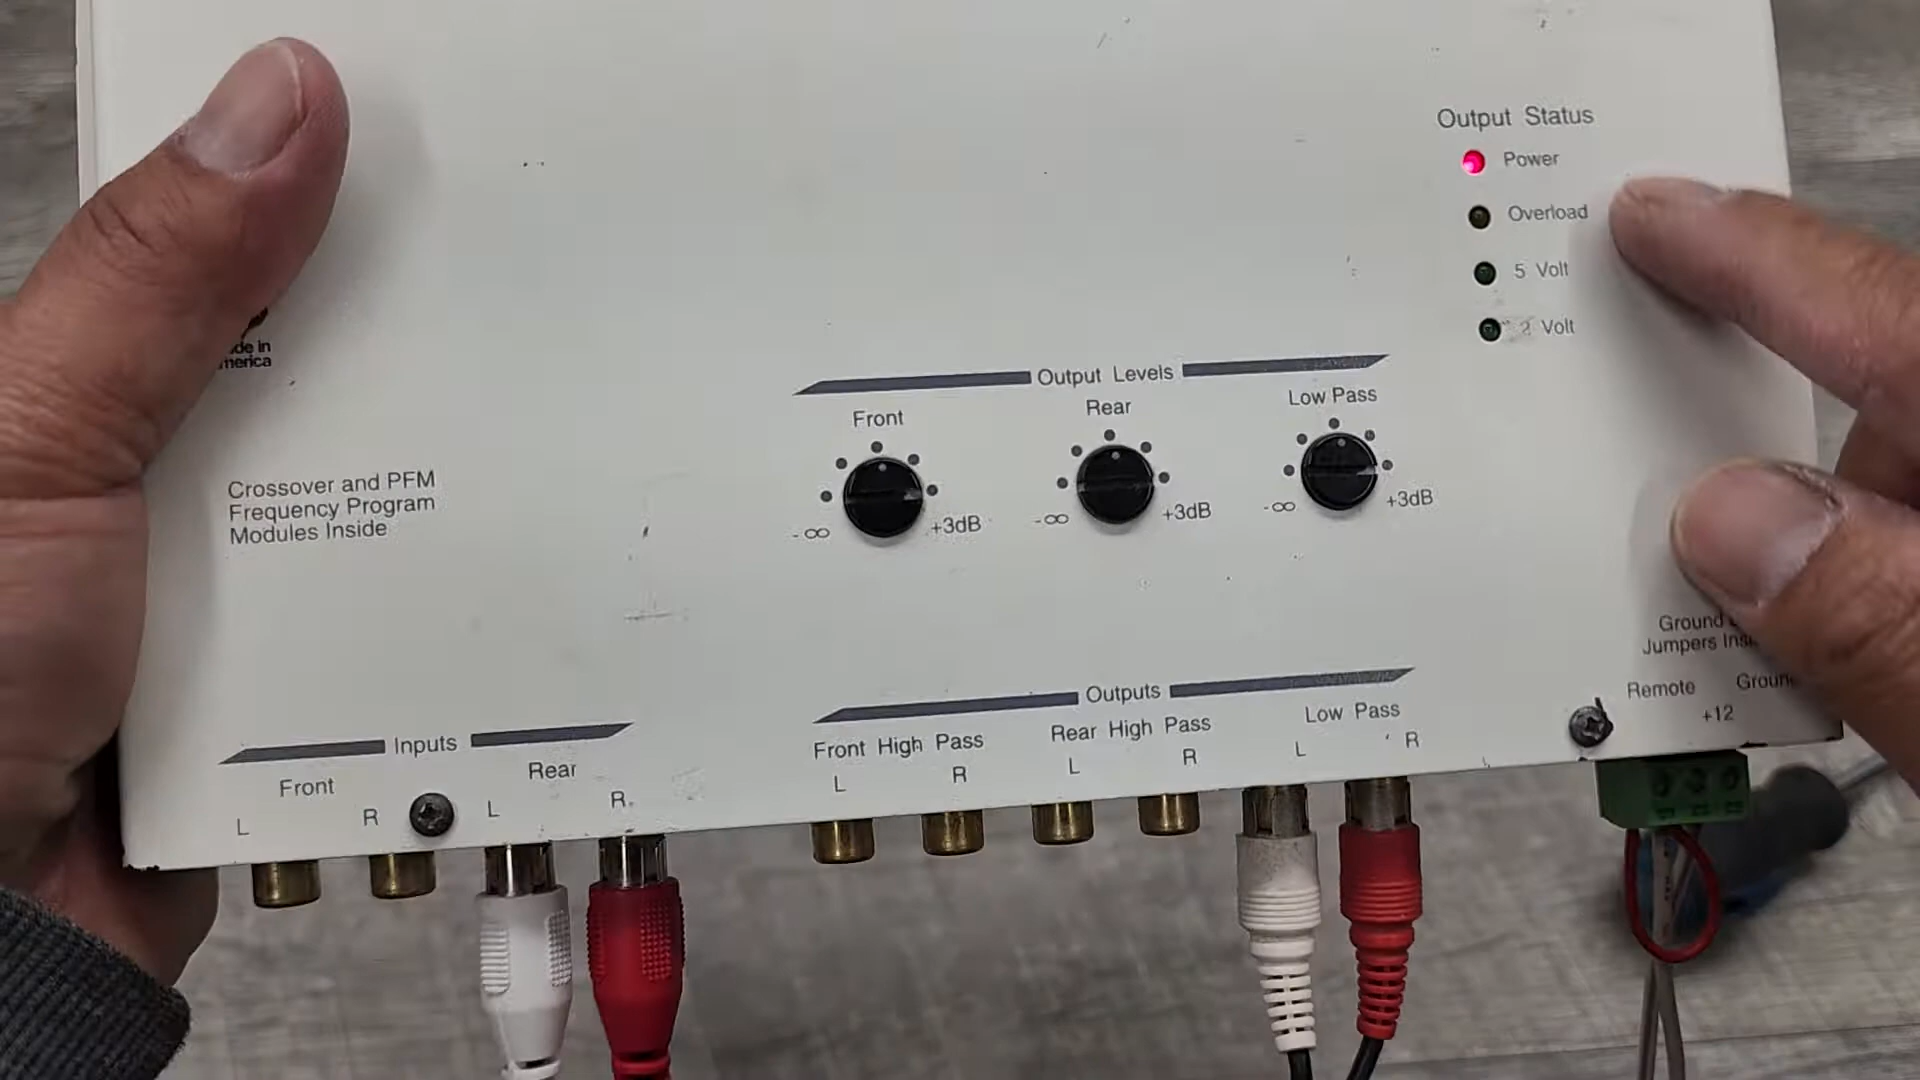 Output Status
Power
Overload
5 Volt
2 Volt
in
Output Levels
Front
Rear
Low Pass
- ∞
+3dB
- ∞
+3dB
- ∞
+3dB
Crossover and PFM
Frequency Program
Modules Inside
Inputs
Front
Rear
L
R
L
R
Outputs
Front High Pass
Rear High Pass
Low Pass
L
R
L
R
L
R
Ground
Jumpers
Remote
+12